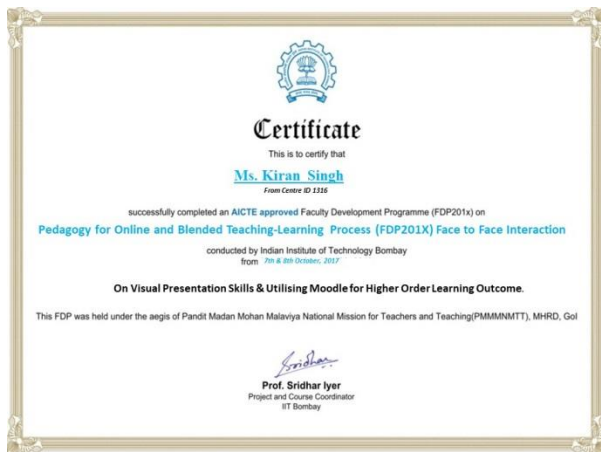 Certificate
This is to certify that
Ms. Kiran Singh
From Centre ID 1316
successfully completed an AICTE approved Faculty Development Programme (FDP201x) on
Pedagogy for Online and Blended Teaching-Learning Process (FDP201X) Face to Face Interaction
conducted by Indian Institute of Technology Bombay
from 7th & 8th October, 2017
On Visual Presentation Skills & Utilising Moodle for Higher Order Learning Outcome.
This FDP was held under the aegis of Pandit Madan Mohan Malaviya National Mission for Teachers and Teaching(PMMMNMTT), MHRD, GoI
Sridhar
Prof. Sridhar Iyer
Project and Course Coordinator
IIT Bombay